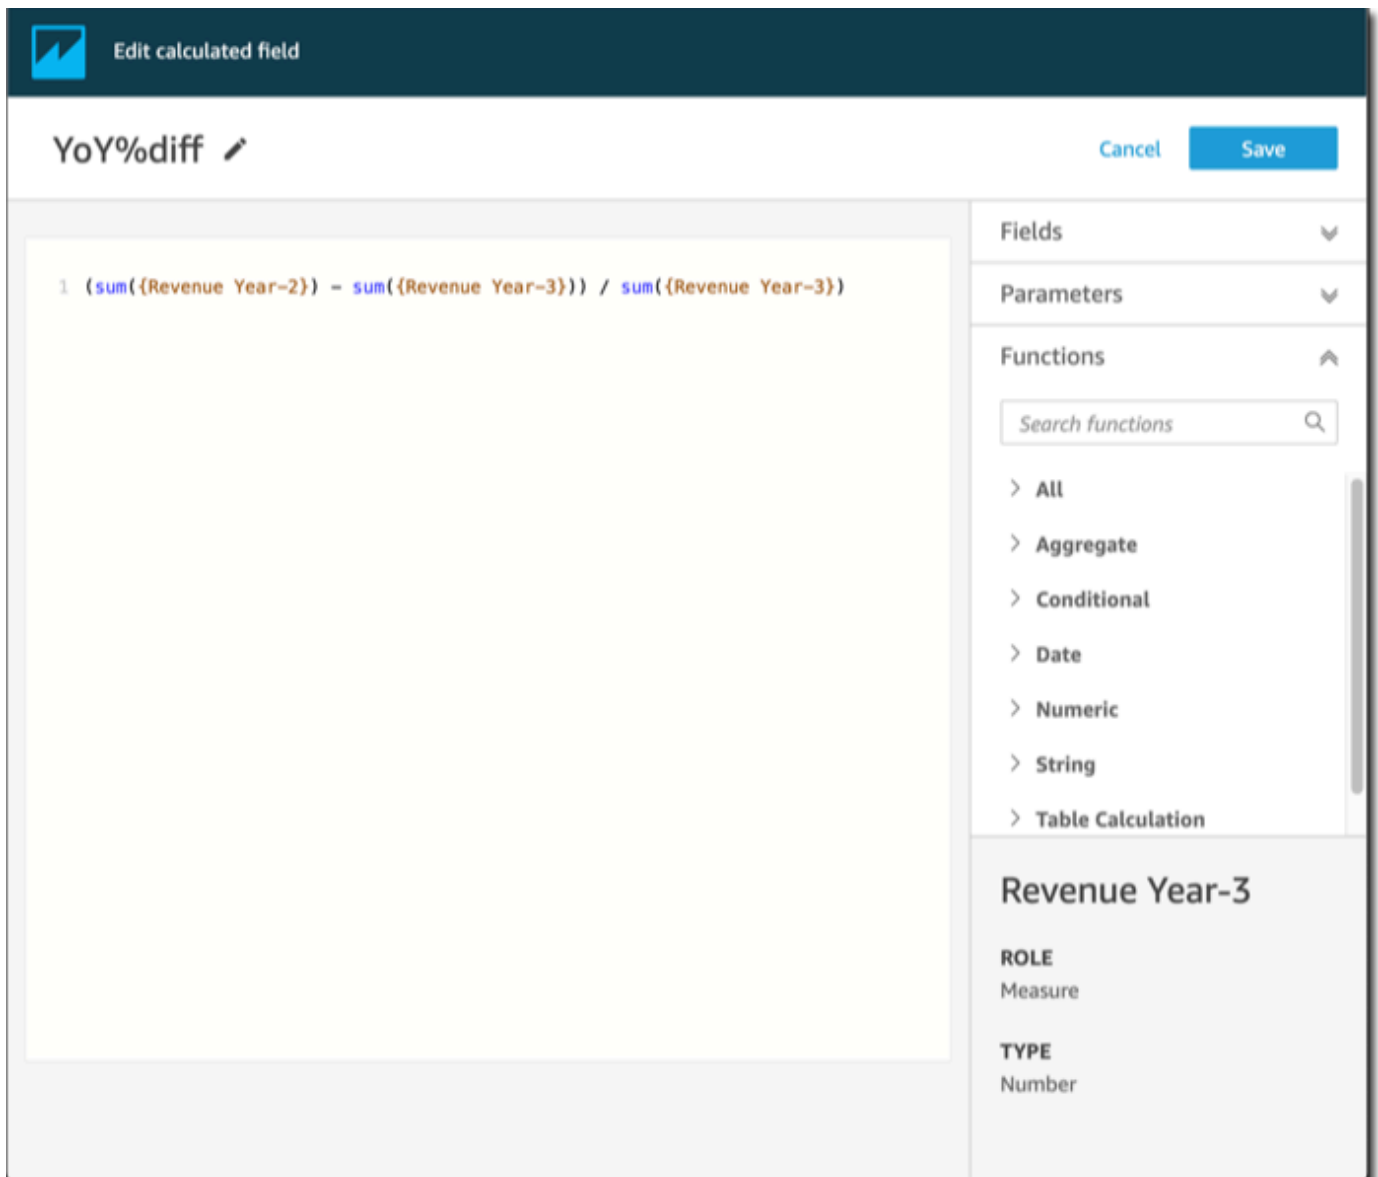 Edit calculated field
YoY%diff
Cancel
Save
1 (sum({Revenue Year-2}) - sum({Revenue Year-3})) / sum({Revenue Year-3})
Fields
Parameters
Functions
Search functions
All
Aggregate
Conditional
Date
Numeric
String
Table Calculation
Revenue Year-3
ROLE
Measure
TYPE
Number